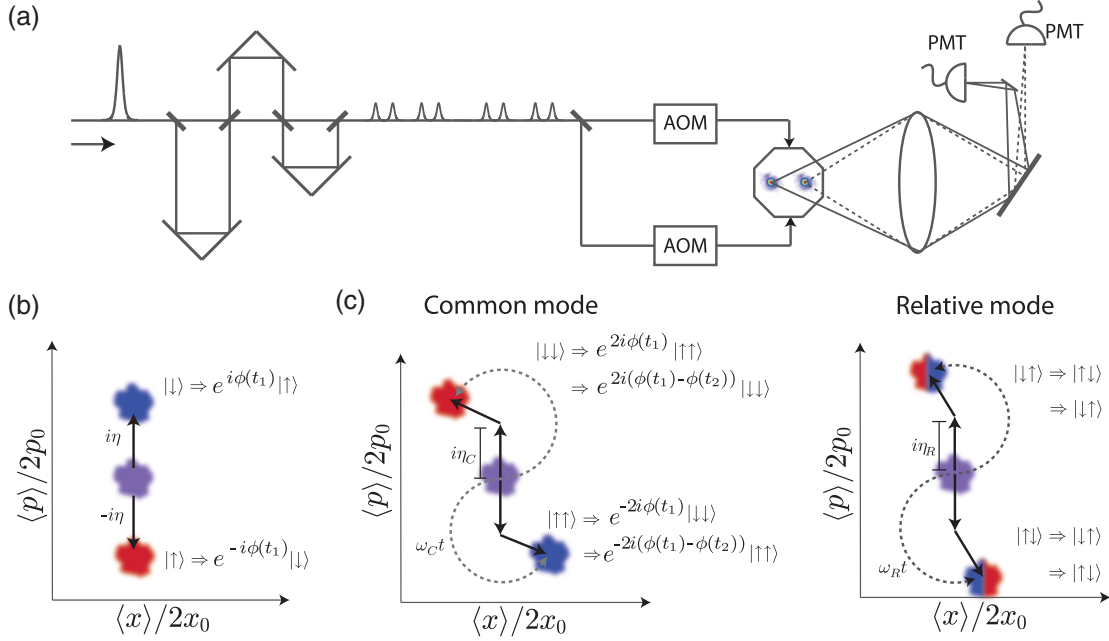 (a)
PMT
PMT
AOM
AOM
(b)
⟨p⟩/2p₀
|↓⟩ ⇒ e^{iϕ(t₁)}|↑⟩
iη
-iη
|↑⟩ ⇒ e^{-iϕ(t₁)}|↓⟩
⟨x⟩/2x₀
(c)
Common mode
⟨p⟩/2p₀
|↓↓⟩ ⇒ e^{2iϕ(t₁)}|↑↑⟩
⇒ e^{2i(ϕ(t₁)-ϕ(t₂))}|↓↓⟩
iη_C
|↑↑⟩ ⇒ e^{-2iϕ(t₁)}|↓↓⟩
⇒e^{-2i(ϕ(t₁)-ϕ(t₂))}|↑↑⟩
ω_C t
⟨x⟩/2x₀
Relative mode
⟨p⟩/2p₀
|↓↑⟩ ⇒ |↑↓⟩
⇒ |↓↑⟩
iη_R
|↑↓⟩ ⇒ |↓↑⟩
⇒ |↑↓⟩
ω_R t
⟨x⟩/2x₀